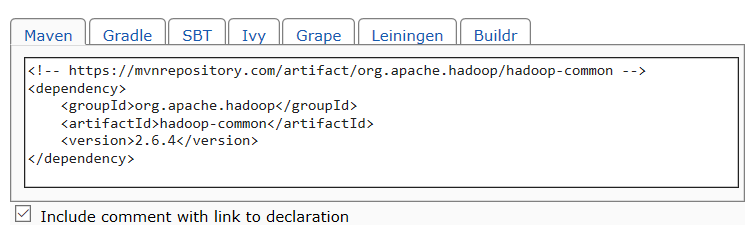 Maven Gradle SBT Ivy Grape Leiningen Buildr
<!-- https://mvnrepository.com/artifact/org.apache.hadoop/hadoop-common -->
<dependency>
    <groupId>org.apache.hadoop</groupId>
    <artifactId>hadoop-common</artifactId>
    <version>2.6.4</version>
</dependency>
Include comment with link to declaration